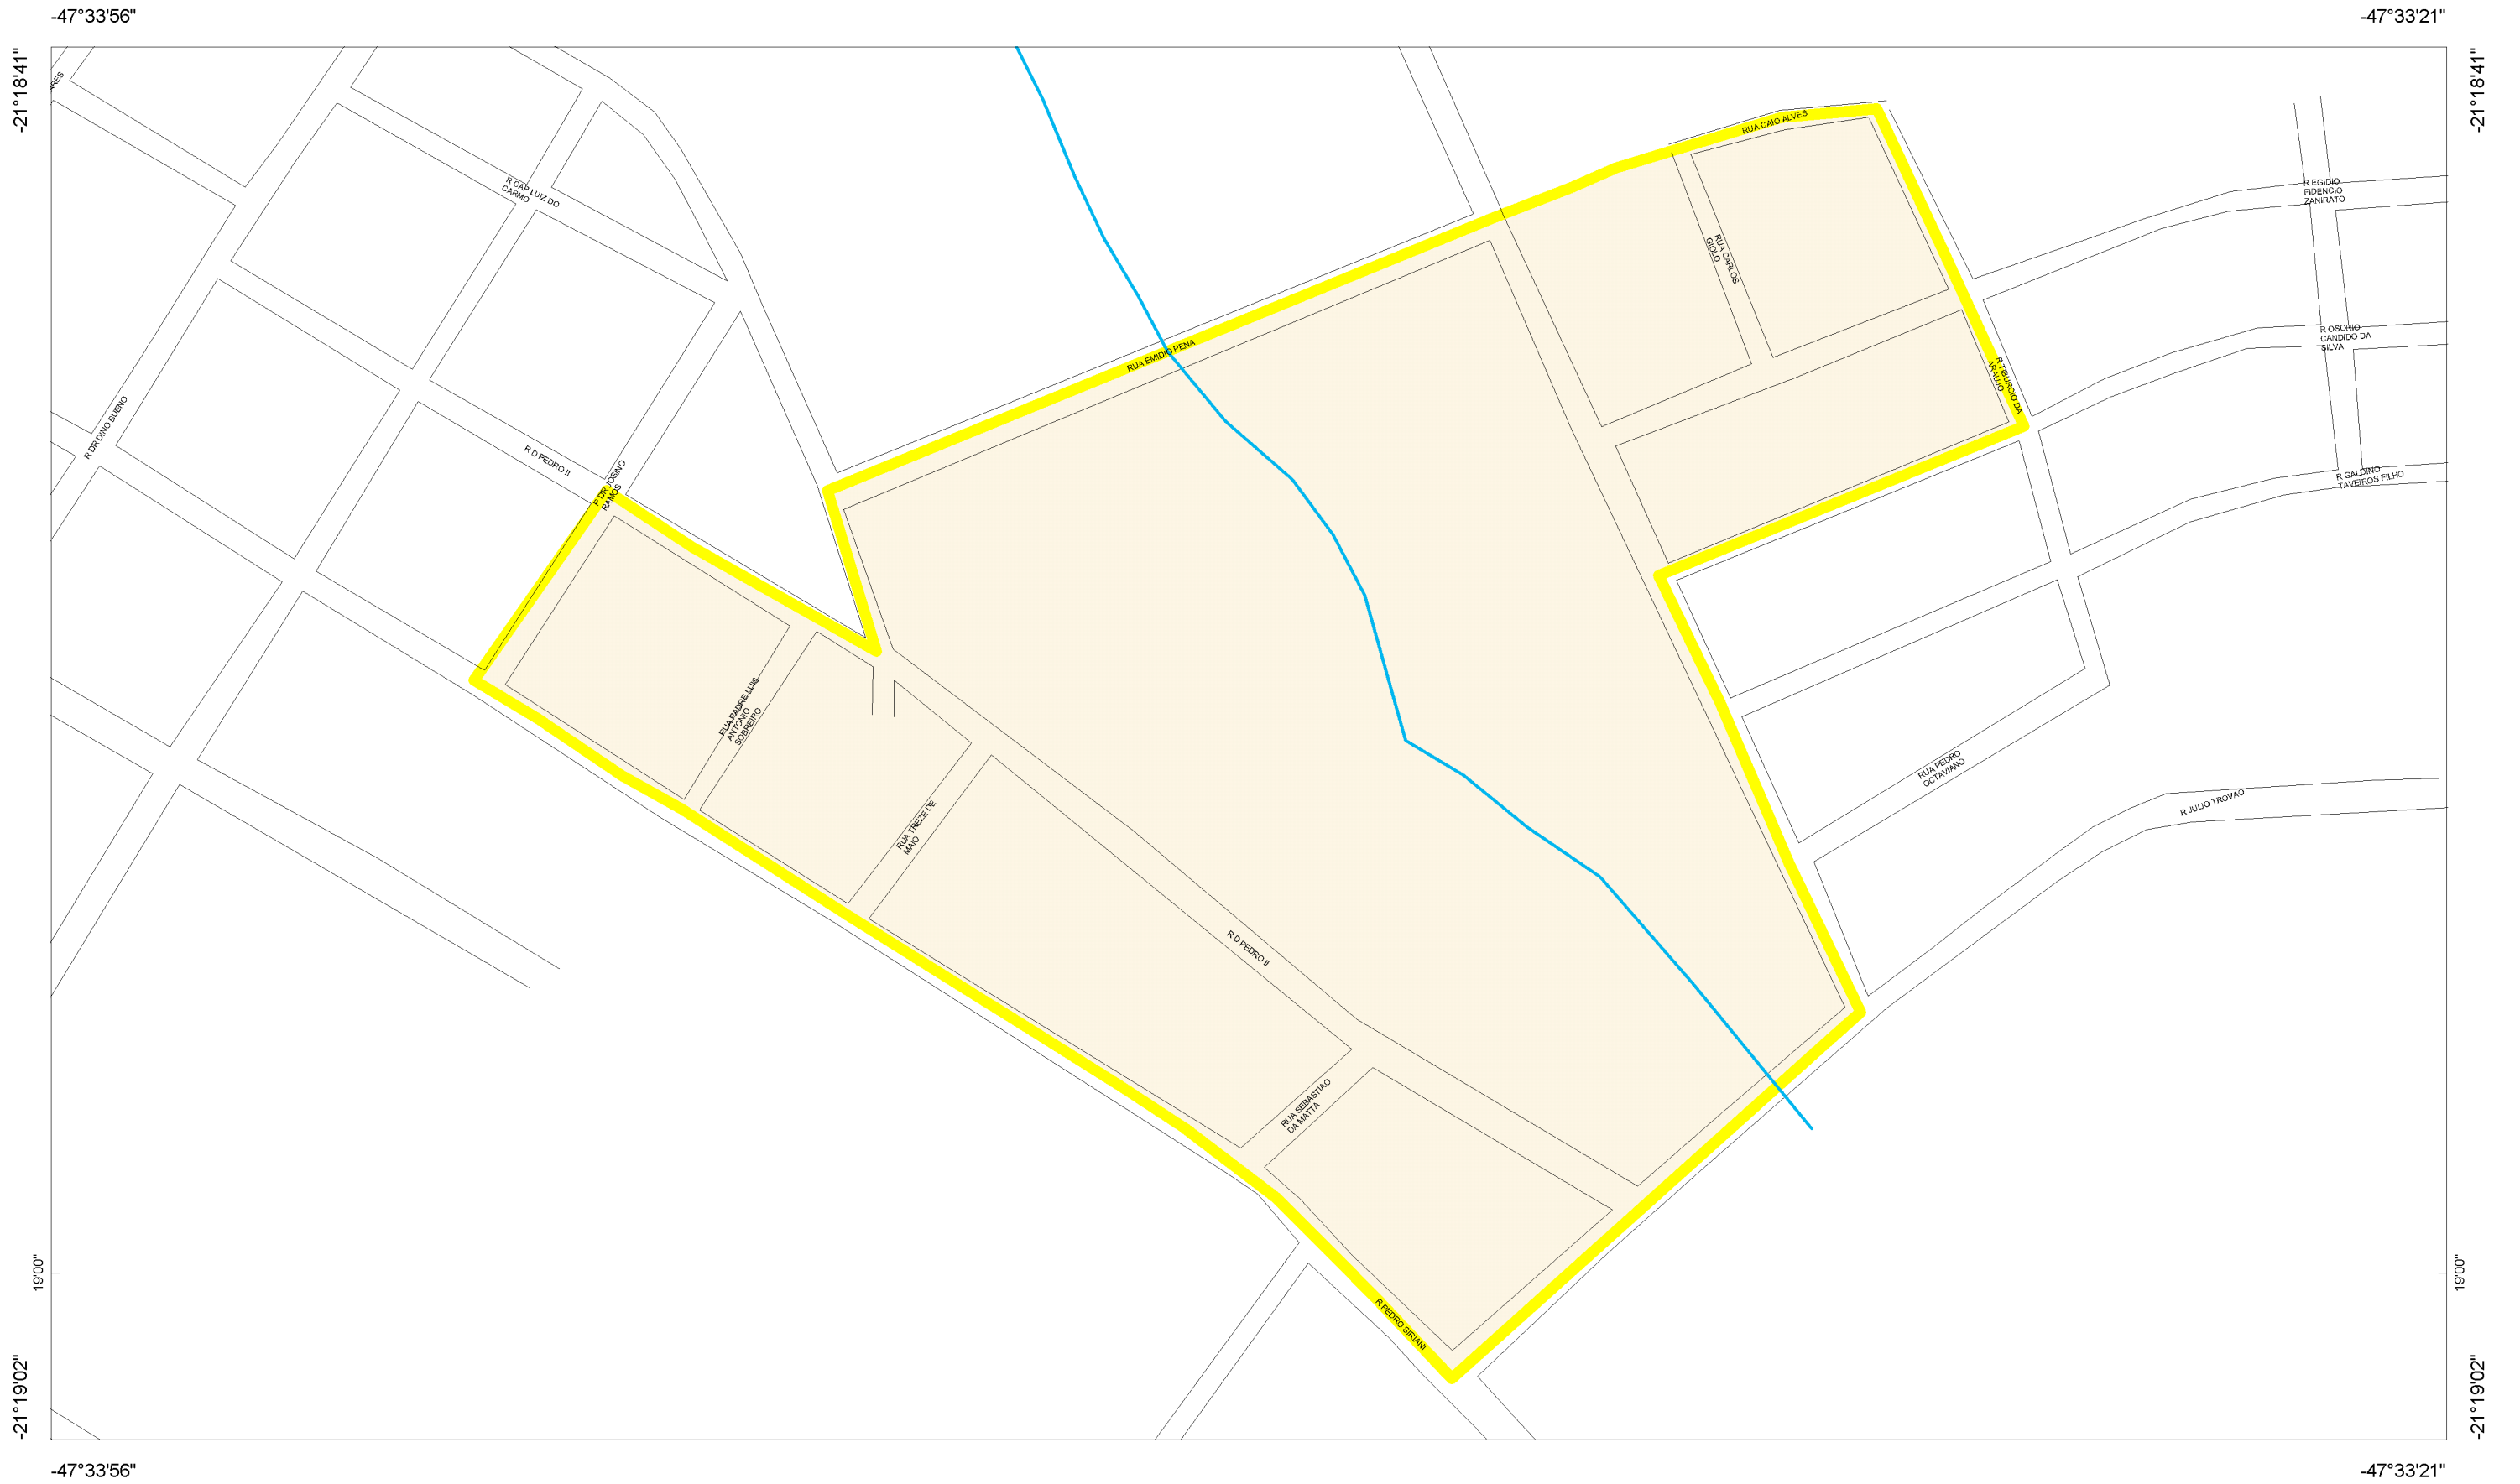 -47°33'56"
-47°33'21"
-21°18'41"
-21°18'41"
ARES
RUA CAIO ALVES
R CAP LUIZ DO
CARMO
R EGIDIO
FIDENCIO
ZANIRATO
RUA CARLOS
GIOLO
R OSORIO
CANDIDO DA
SILVA
RUA EMIDIO PENA
R TIBURCIO DA
ARAUJO
R DR DINO BUENO
R D PEDRO II
R DR JOSINO
RAMOS
R GALDINO
TAVEIROS FILHO
RUA PADRE LUIS
ANTONIO
SOBREIRO
RUA PEDRO
OCTAVIANO
R JULIO TROVAO
RUA TREZE DE
MAIO
R D PEDRO II
RUA SEBASTIAO
DA MATTA
R PEDRO SIRIANI
19'00"
19'00"
-21°19'02"
-21°19'02"
-47°33'56"
-47°33'21"